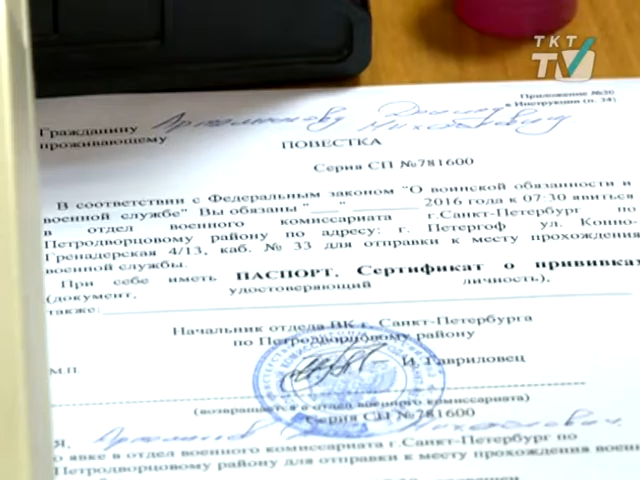 ТКТ
TV
Приложение №30
к Инструкции (п. 34)
Гражданину
проживающему
ПОВЕСТКА
Серия СП №781600
В соответствии с Федеральным законом "О воинской обязанности и
военной службе" Вы обязаны "___" ________ 2016 года к 07:30 явиться
в отдел военного комиссариата г.Санкт-Петербург по
Петродворцовому району по адресу: г. Петергоф ул. Конно-
Гренадерская 4/13, каб. № 33 для отправки к месту прохождения
военной службы.
При себе иметь ПАСПОРТ. Сертификат о прививках
(документ, удостоверяющий личность),
также:
Начальник отдела ВК г. Санкт-Петербурга
по Петродворцовому району
М.П. И. Гавриловец
(возвращается в отдел военного комиссариата)
Серия СП №781600
Я,
о явке в отдел военного комиссариата г.Санкт-Петербург по
Петродворцовому району для отправки к месту прохождения военн